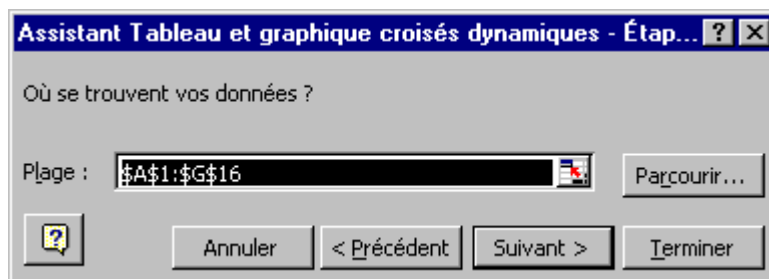 Assistant Tableau et graphique croisés dynamiques - Étap...
Où se trouvent vos données ?
Plage : $A$1:$G$16 Parcourir...
Annuler < Précédent Suivant > Terminer